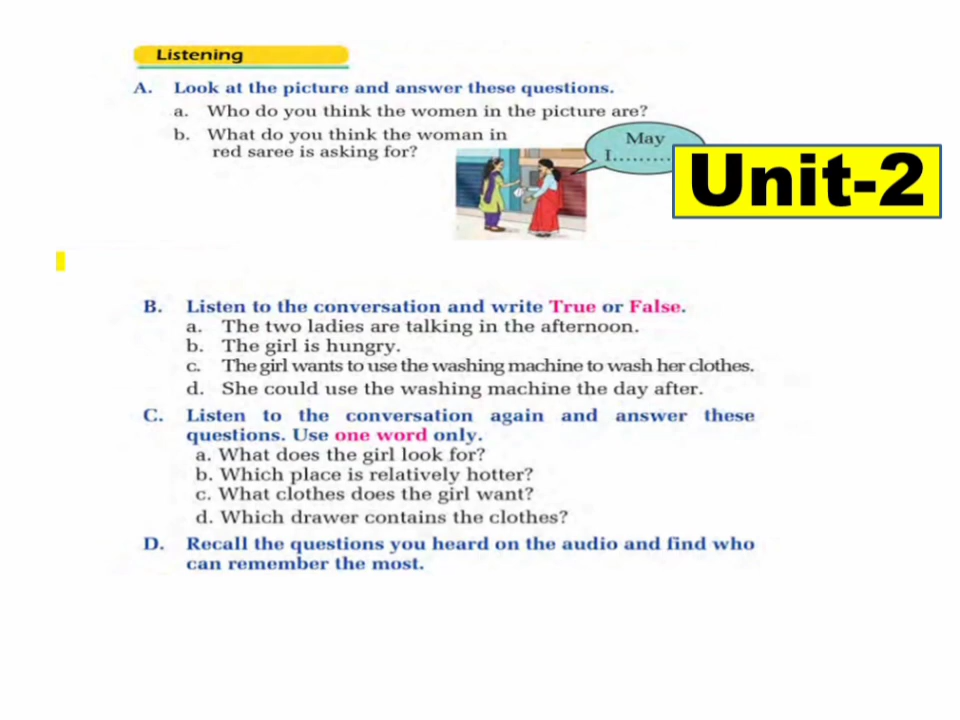 Listening
A. Look at the picture and answer these questions.
a. Who do you think the women in the picture are?
b. What do you think the woman in
red saree is asking for?
May
I..........
Unit-2
B. Listen to the conversation and write True or False.
a. The two ladies are talking in the afternoon.
b. The girl is hungry.
c. The girl wants to use the washing machine to wash her clothes.
d. She could use the washing machine the day after.
C. Listen to the conversation again and answer these
questions. Use one word only.
a. What does the girl look for?
b. Which place is relatively hotter?
c. What clothes does the girl want?
d. Which drawer contains the clothes?
D. Recall the questions you heard on the audio and find who
can remember the most.